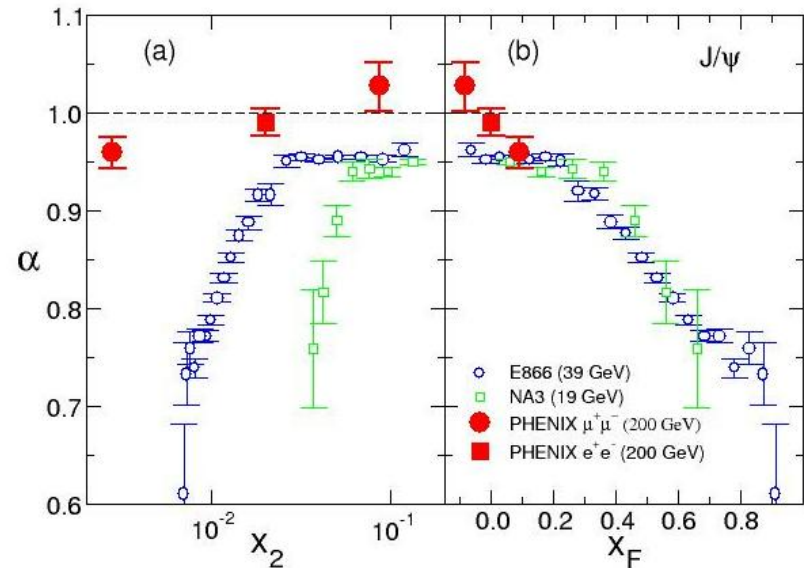 1.1
(a)
(b)
J/ψ
1.0
0.9
α
0.8
0.7
0.6
E866 (39 GeV)
NA3 (19 GeV)
PHENIX μ⁺μ⁻ (200 GeV)
PHENIX e⁺e⁻ (200 GeV)
10⁻² 10⁻¹ 0.0 0.2 0.4 0.6 0.8
X₂ X_F